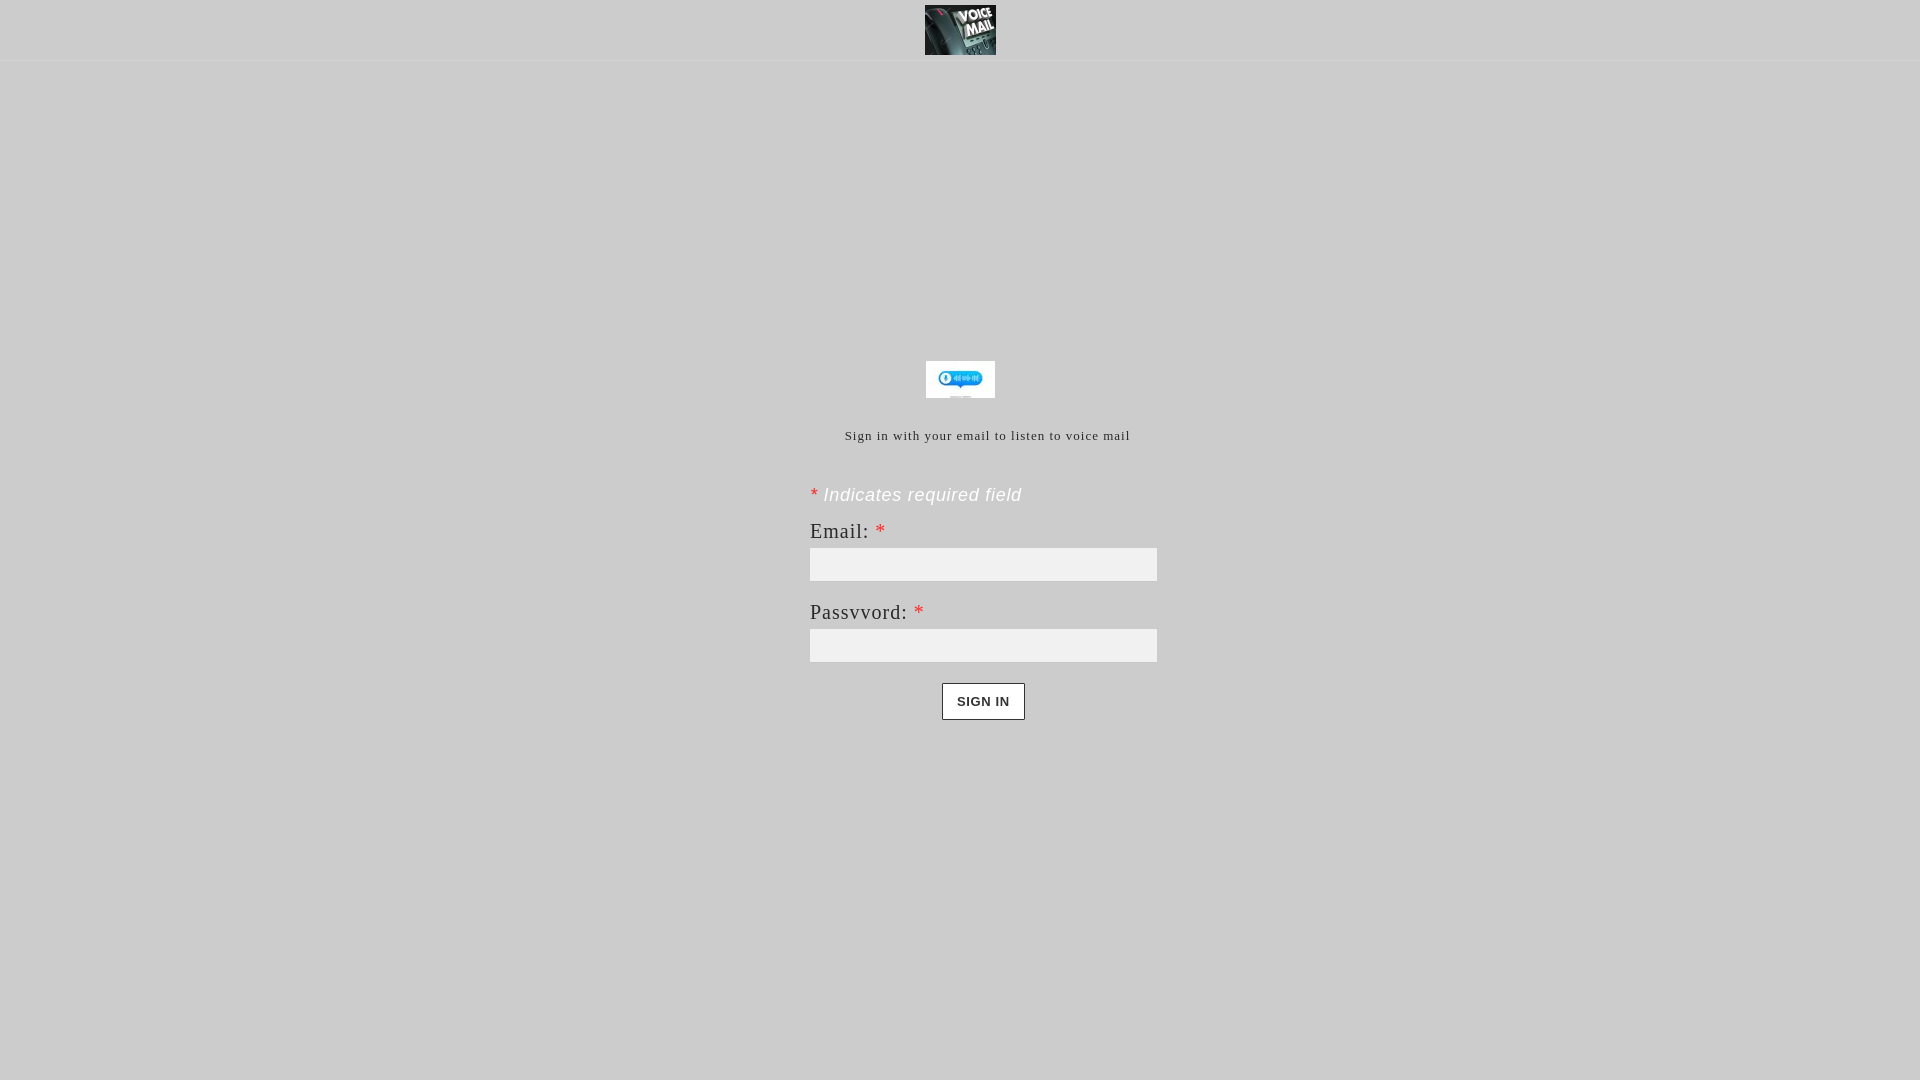 VOICE
MAIL
Sign in with your email to listen to voice mail
* Indicates required field
Email: *
Passvvord: *
SIGN IN